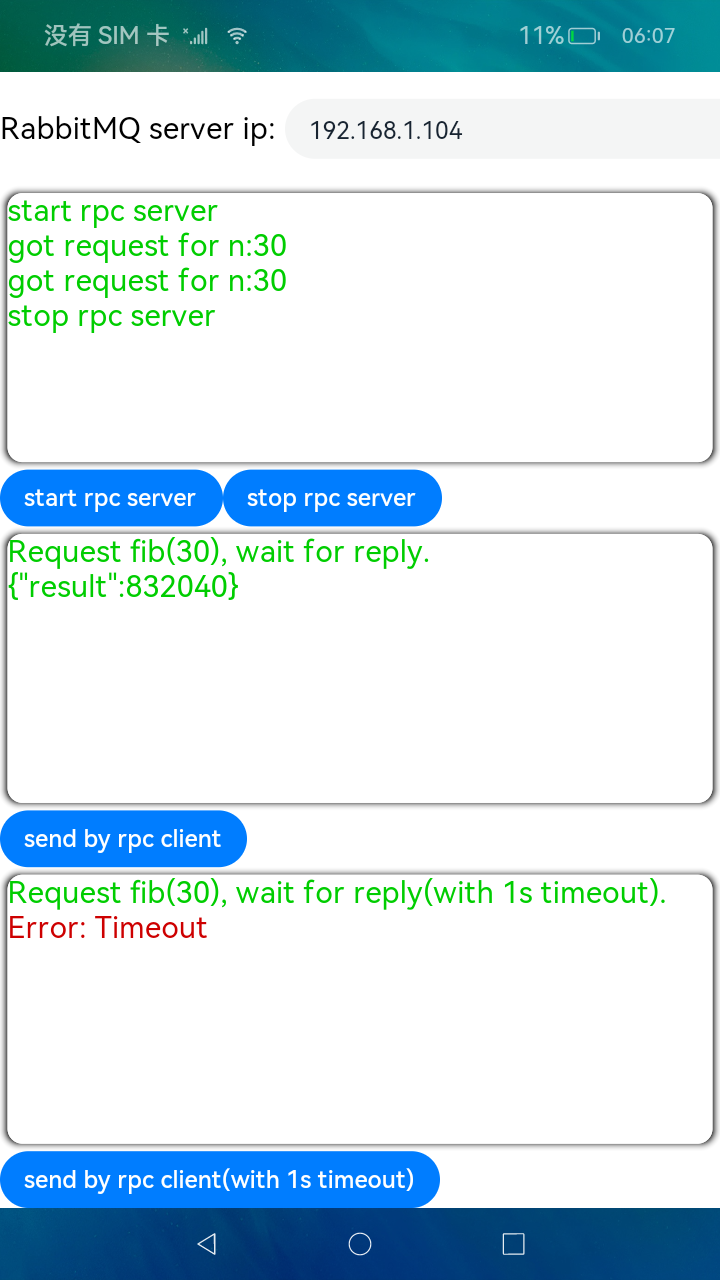 没有 SIM 卡 11% 06:07
RabbitMQ server ip: 192.168.1.104
start rpc server
got request for n:30
got request for n:30
stop rpc server
start rpc server stop rpc server
Request fib(30), wait for reply.
{"result":832040}
send by rpc client
Request fib(30), wait for reply(with 1s timeout).
Error: Timeout
send by rpc client(with 1s timeout)